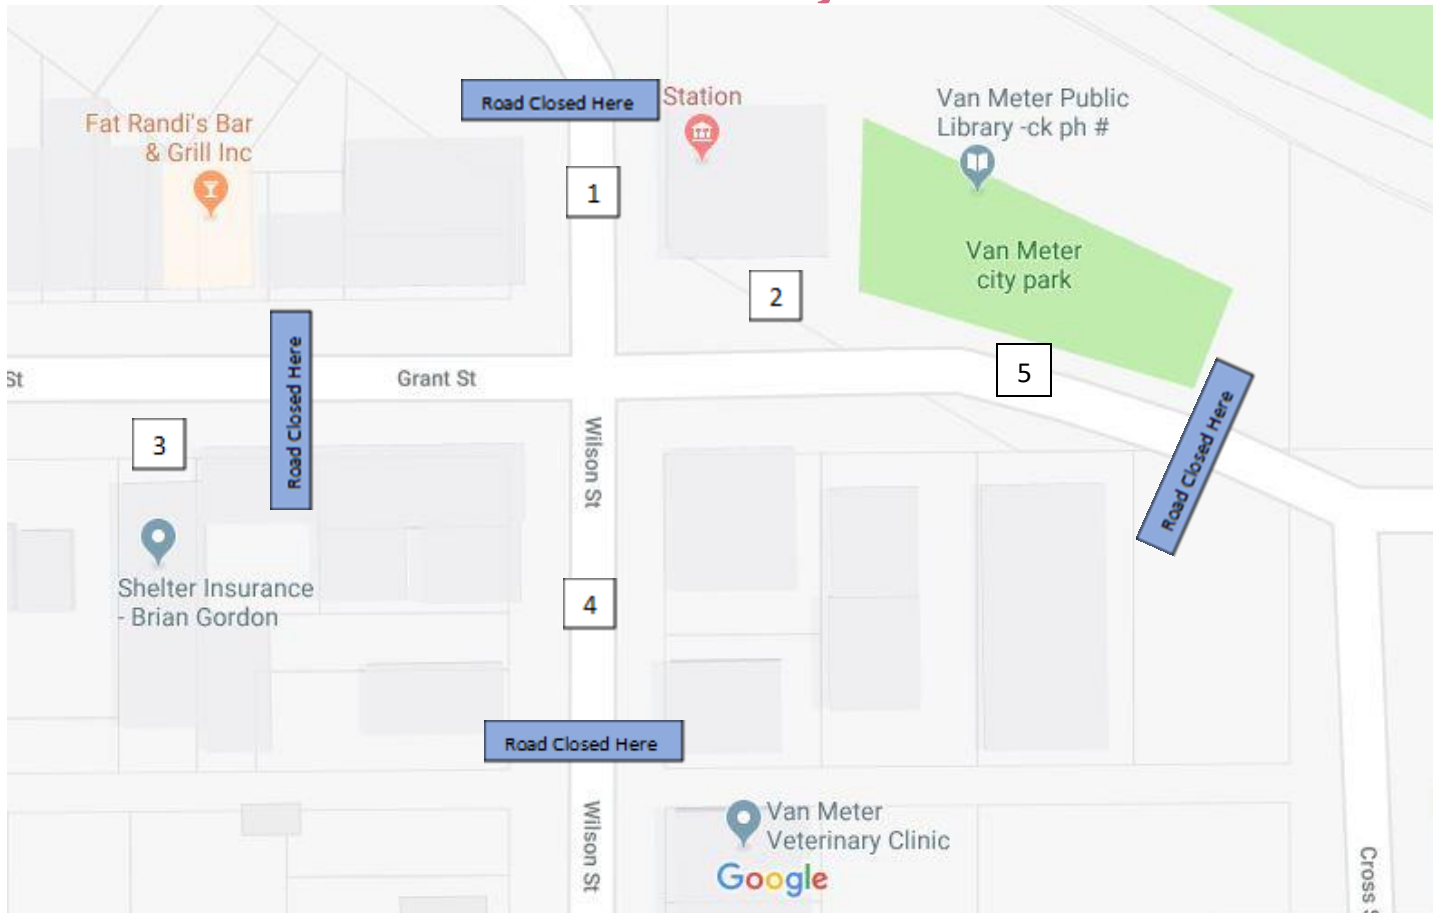 Road Closed Here
Station
Van Meter Public
Library -ck ph #
Fat Randi's Bar
& Grill Inc
1
Van Meter
city park
2
Road Closed Here
St
Grant St
5
Road Closed Here
3
Wilson St
Shelter Insurance
- Brian Gordon
4
Road Closed Here
Wilson St
Van Meter
Veterinary Clinic
Google
Cross S